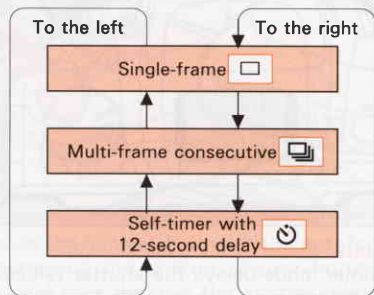 To the left
To the right
Single-frame
Multi-frame consecutive
Self-timer with
12-second delay